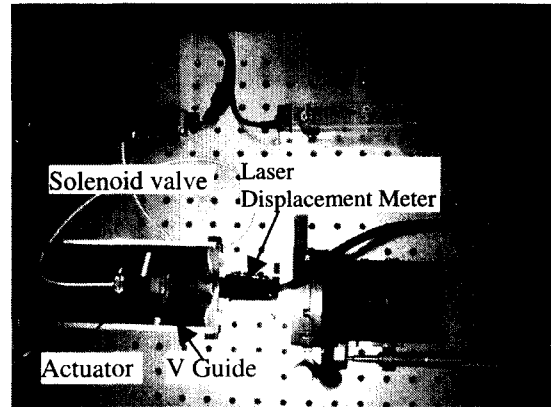 Solenoid valve
Laser
Displacement Meter
Actuator
V Guide